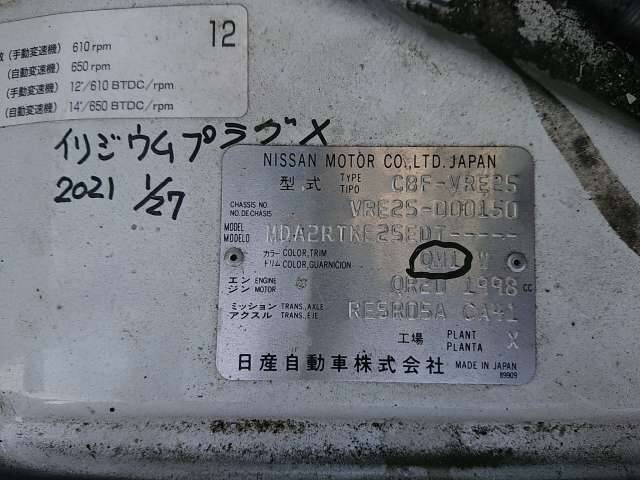 (手動変速機) 610 rpm
(自動変速機) 650 rpm
(手動変速機) 12°/610 BTDC/rpm
(自動変速機) 14°/650 BTDC/rpm
12
イリジウムプラグX
2021 1/27
NISSAN MOTOR CO.,LTD. JAPAN
型式 TYPE TIPO CBF-VRE25
CHASSIS NO NO.DE CHASIS VRE25-000150
MODEL MODELO MDA2RTKE25EDT-----
カラー COLOR,TRIM トリム COLOR,GUARNICION QM1 W
エンジン ENGINE MOTOR QR20 1998 cc
ミッション TRANS.,AXLE アクスル TRANS.,EJE RE5R05A CA41
工場 PLANT PLANTA X
日産自動車株式会社 MADE IN JAPAN
89909